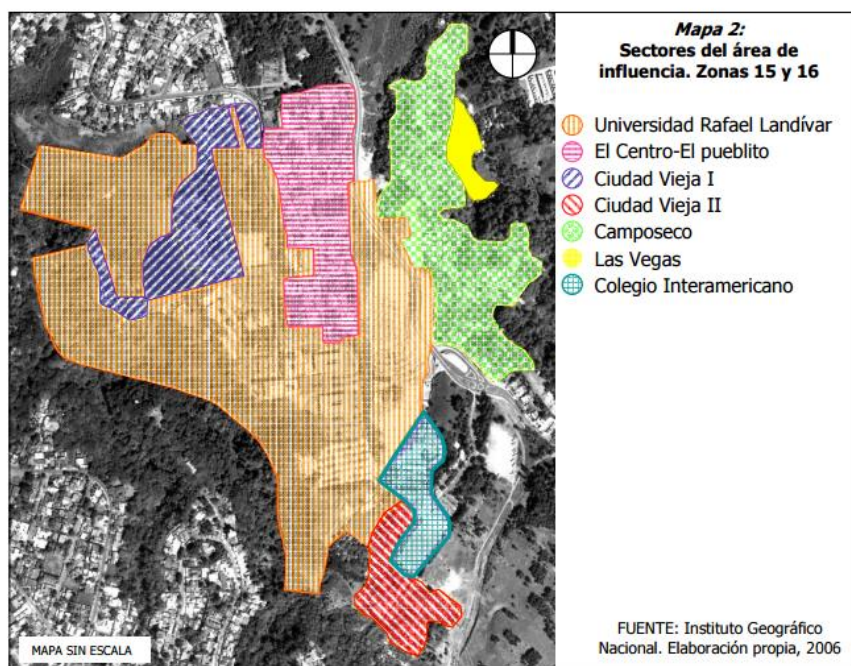 Mapa 2:
Sectores del área de
influencia. Zonas 15 y 16
Universidad Rafael Landívar
El Centro-El pueblito
Ciudad Vieja I
Ciudad Vieja II
Camposeco
Las Vegas
Colegio Interamericano
FUENTE: Instituto Geográfico
Nacional. Elaboración propia, 2006
MAPA SIN ESCALA